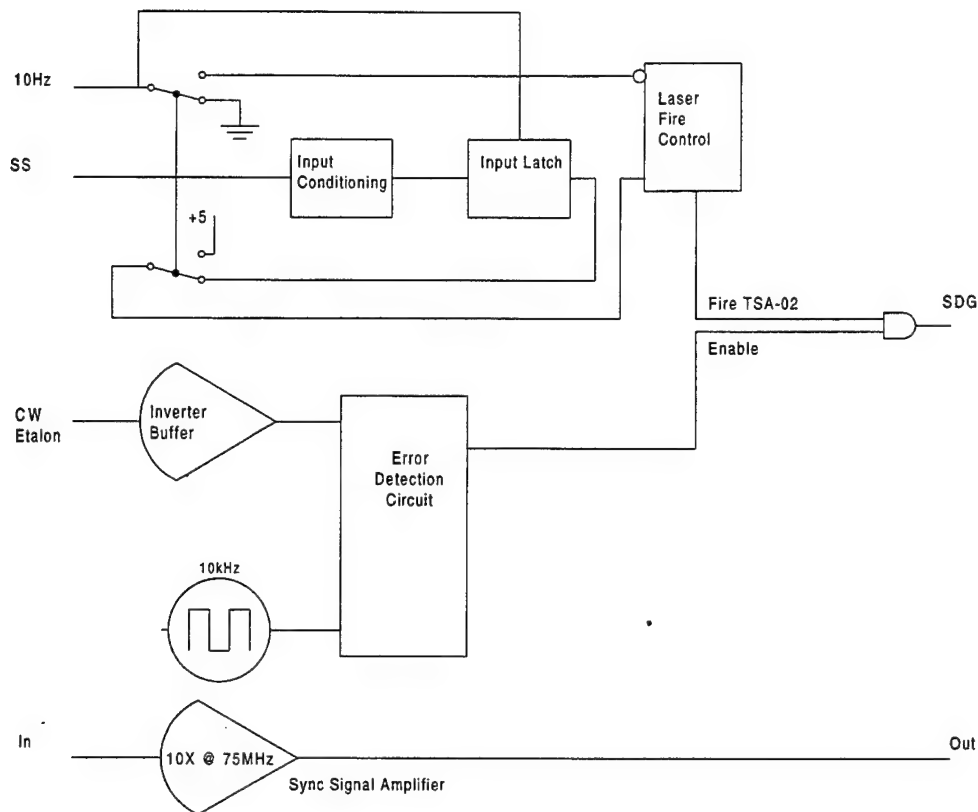 10Hz
Laser
Fire
Control
SS
Input
Conditioning
Input Latch
+5
Fire TSA-02
SDG
Enable
CW
Etalon
Inverter
Buffer
Error
Detection
Circuit
10kHz
In
10X @ 75MHz
Out
Sync Signal Amplifier